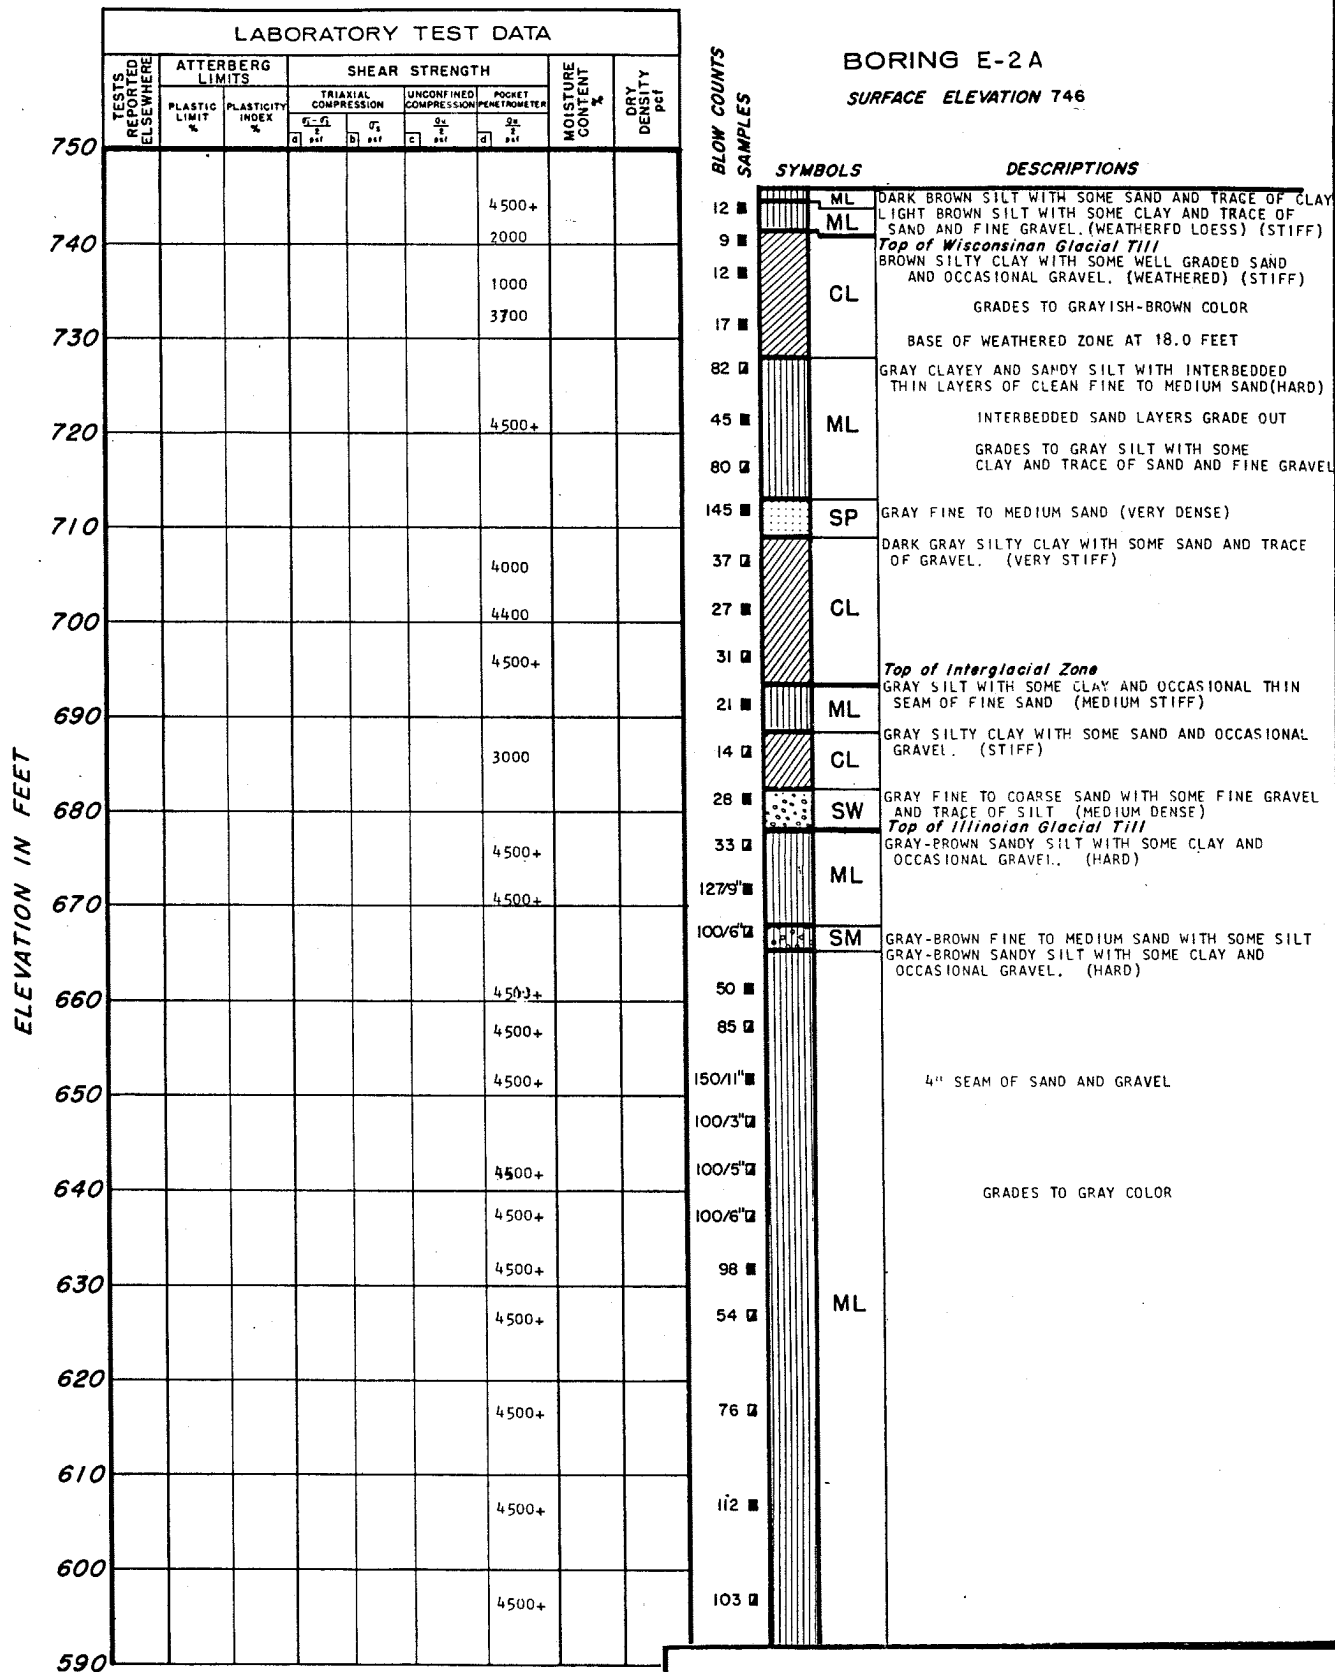 LABORATORY TEST DATA
TESTS REPORTED ELSEWHERE
ATTERBERG LIMITS
PLASTIC LIMIT %
PLASTICITY INDEX %
SHEAR STRENGTH
TRIAXIAL COMPRESSION
UNCONFINED COMPRESSION
POCKET PENETROMETER
a psf
b psf
c psf
d psf
MOISTURE CONTENT %
DRY DENSITY pcf
BLOW COUNTS
SAMPLES
BORING E-2A
SURFACE ELEVATION 746
SYMBOLS
DESCRIPTIONS
ELEVATION IN FEET
750
740
730
720
710
700
690
680
670
660
650
640
630
620
610
600
590
4500+
2000
1000
3700
4500+
4000
4400
4500+
3000
4500+
4500+
4500+
4500+
4500+
4500+
4500+
4500+
4500+
4500+
4500+
4500+
12
9
12
17
82
45
80
145
37
27
31
21
14
28
33
127/9"
100/6"
50
85
150/11"
100/3"
100/5"
100/6"
98
54
76
112
103
ML
DARK BROWN SILT WITH SOME SAND AND TRACE OF CLAY
ML
LIGHT BROWN SILT WITH SOME CLAY AND TRACE OF
SAND AND FINE GRAVEL. (WEATHERED LOESS) (STIFF)
Top of Wisconsinan Glacial Till
CL
BROWN SILTY CLAY WITH SOME WELL GRADED SAND
AND OCCASIONAL GRAVEL. (WEATHERED) (STIFF)
GRADES TO GRAYISH-BROWN COLOR
BASE OF WEATHERED ZONE AT 18.0 FEET
ML
GRAY CLAYEY AND SANDY SILT WITH INTERBEDDED
THIN LAYERS OF CLEAN FINE TO MEDIUM SAND(HARD)
INTERBEDDED SAND LAYERS GRADE OUT
GRADES TO GRAY SILT WITH SOME
CLAY AND TRACE OF SAND AND FINE GRAVEL
SP
GRAY FINE TO MEDIUM SAND (VERY DENSE)
CL
DARK GRAY SILTY CLAY WITH SOME SAND AND TRACE
OF GRAVEL. (VERY STIFF)
Top of Interglacial Zone
ML
GRAY SILT WITH SOME CLAY AND OCCASIONAL THIN
SEAM OF FINE SAND (MEDIUM STIFF)
CL
GRAY SILTY CLAY WITH SOME SAND AND OCCASIONAL
GRAVEL. (STIFF)
SW
GRAY FINE TO COARSE SAND WITH SOME FINE GRAVEL
AND TRACE OF SILT (MEDIUM DENSE)
Top of Illinoian Glacial Till
ML
GRAY-BROWN SANDY SILT WITH SOME CLAY AND
OCCASIONAL GRAVEL. (HARD)
SM
GRAY-BROWN FINE TO MEDIUM SAND WITH SOME SILT
GRAY-BROWN SANDY SILT WITH SOME CLAY AND
OCCASIONAL GRAVEL. (HARD)
4" SEAM OF SAND AND GRAVEL
GRADES TO GRAY COLOR
ML